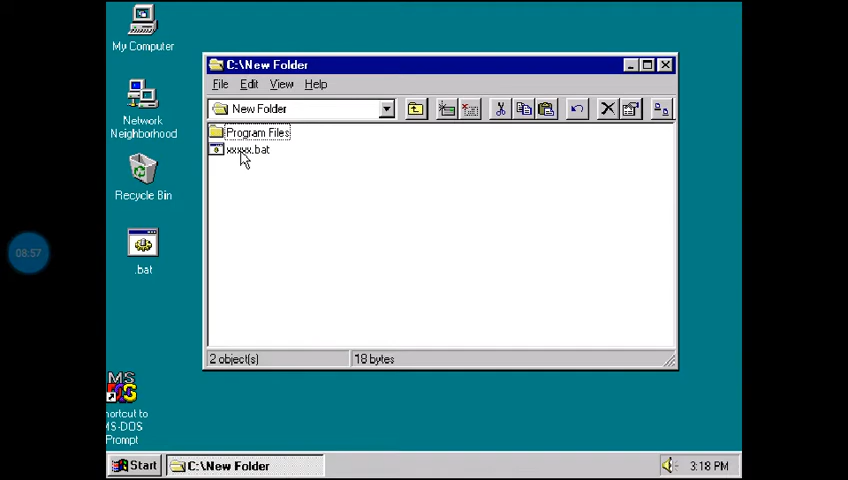 My Computer
Network
Neighborhood
Recycle Bin
.bat
MS
hortcut to
MS-DOS
Prompt
08:57
C:\New Folder
File Edit View Help
New Folder
Program Files
xxxxx.bat
2 object(s) 18 bytes
Start C:\New Folder 3:18 PM